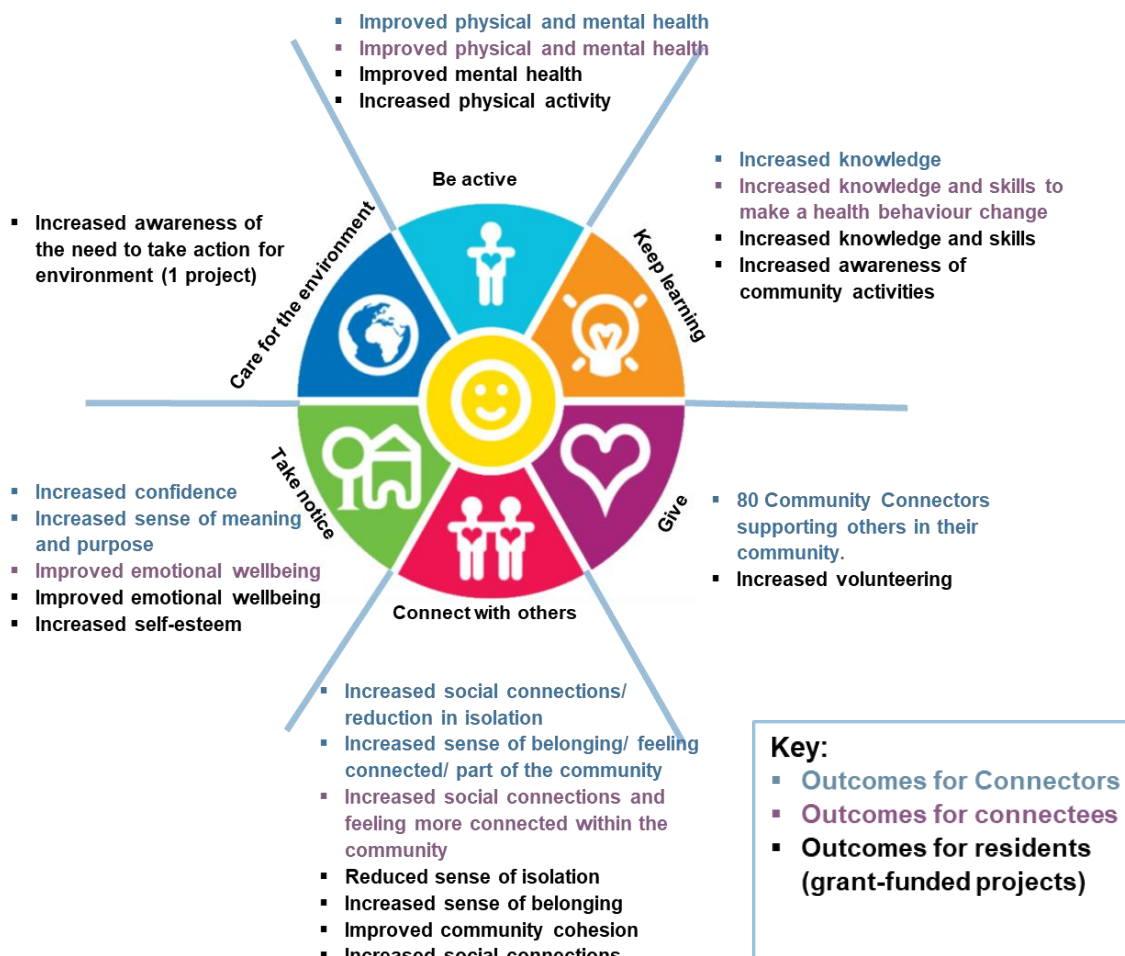 ▪ Improved physical and mental health
▪ Improved physical and mental health
▪ Improved mental health
▪ Increased physical activity
Be active
▪ Increased knowledge
▪ Increased knowledge and skills to
make a health behaviour change
▪ Increased knowledge and skills
▪ Increased awareness of
community activities
Keep learning
▪ Increased awareness of
the need to take action for
environment (1 project)
Care for the environment
Take notice
▪ Increased confidence
▪ Increased sense of meaning
and purpose
▪ Improved emotional wellbeing
▪ Improved emotional wellbeing
▪ Increased self-esteem
Give
▪ 80 Community Connectors
supporting others in their
community.
▪ Increased volunteering
Connect with others
▪ Increased social connections/
reduction in isolation
▪ Increased sense of belonging/ feeling
connected/ part of the community
▪ Increased social connections and
feeling more connected within the
community
▪ Reduced sense of isolation
▪ Increased sense of belonging
▪ Improved community cohesion
▪ Increased social connections
Key:
▪ Outcomes for Connectors
▪ Outcomes for connectees
▪ Outcomes for residents
(grant-funded projects)